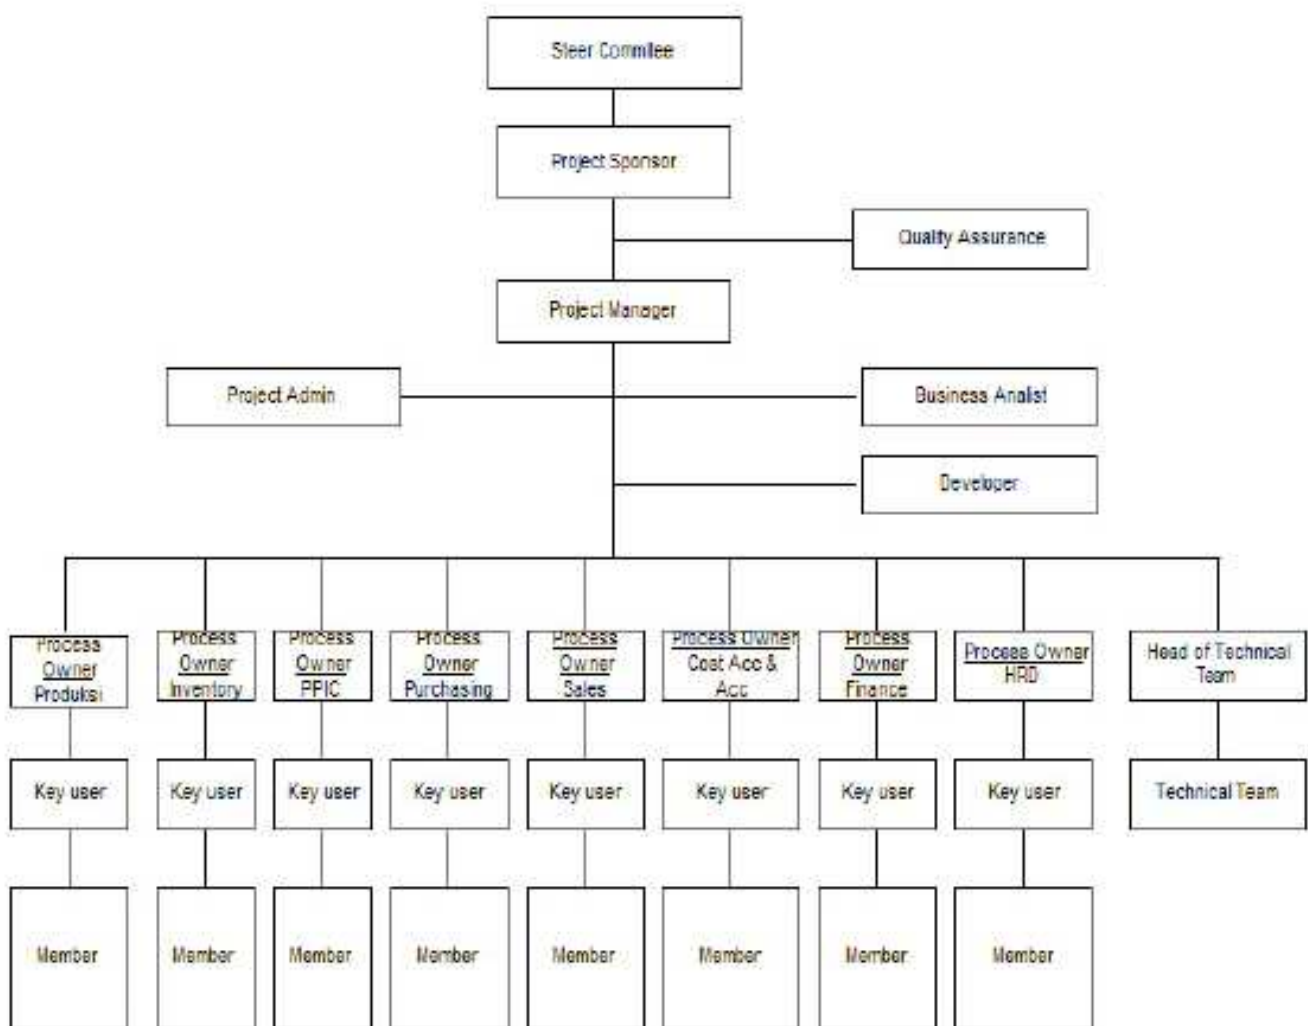 Steer Commitee
Project Sponsor
Quality Assurance
Project Manager
Project Admin
Business Analist
Developer
Process
Owner
Produksi
Process
Owner
Inventory
Process
Owner
PPIC
Process
Owner
Purchasing
Process
Owner
Sales
Process Owner
Cost Acc &
Acc
Process
Owner
Finance
Process Owner
HRD
Head of Technical
Team
Key user
Key user
Key user
Key user
Key user
Key user
Key user
Key user
Technical Team
Member
Member
Member
Member
Member
Member
Member
Member